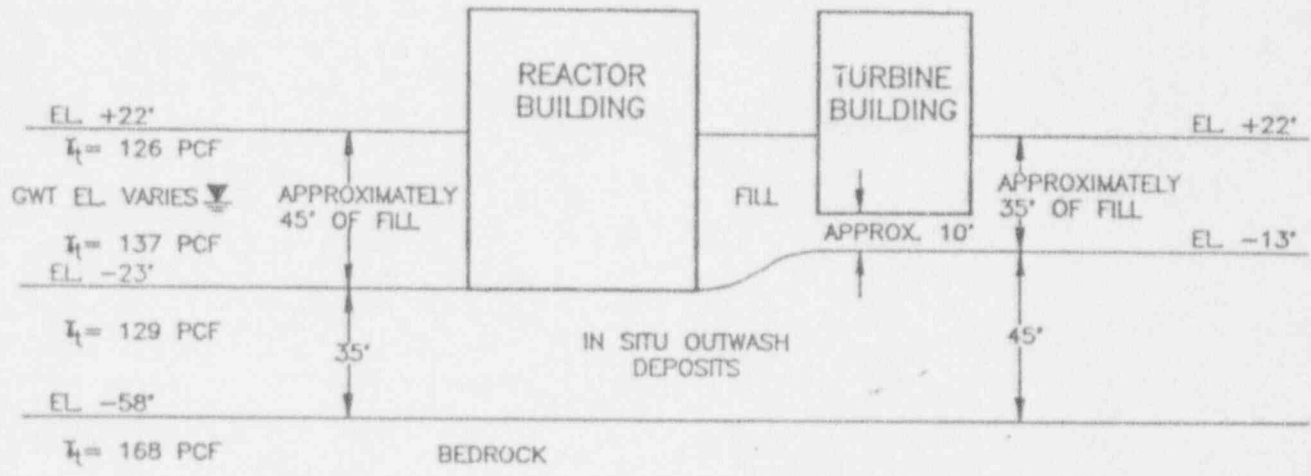 REACTOR
BUILDING
TURBINE
BUILDING
EL. +22'
EL. +22'
γt= 126 PCF
GWT EL. VARIES
APPROXIMATELY
45' OF FILL
FILL
APPROXIMATELY
35' OF FILL
APPROX. 10'
γt= 137 PCF
EL. -13'
EL. -23'
γt= 129 PCF
35'
IN SITU OUTWASH
DEPOSITS
45'
EL. -58'
γt= 168 PCF
BEDROCK